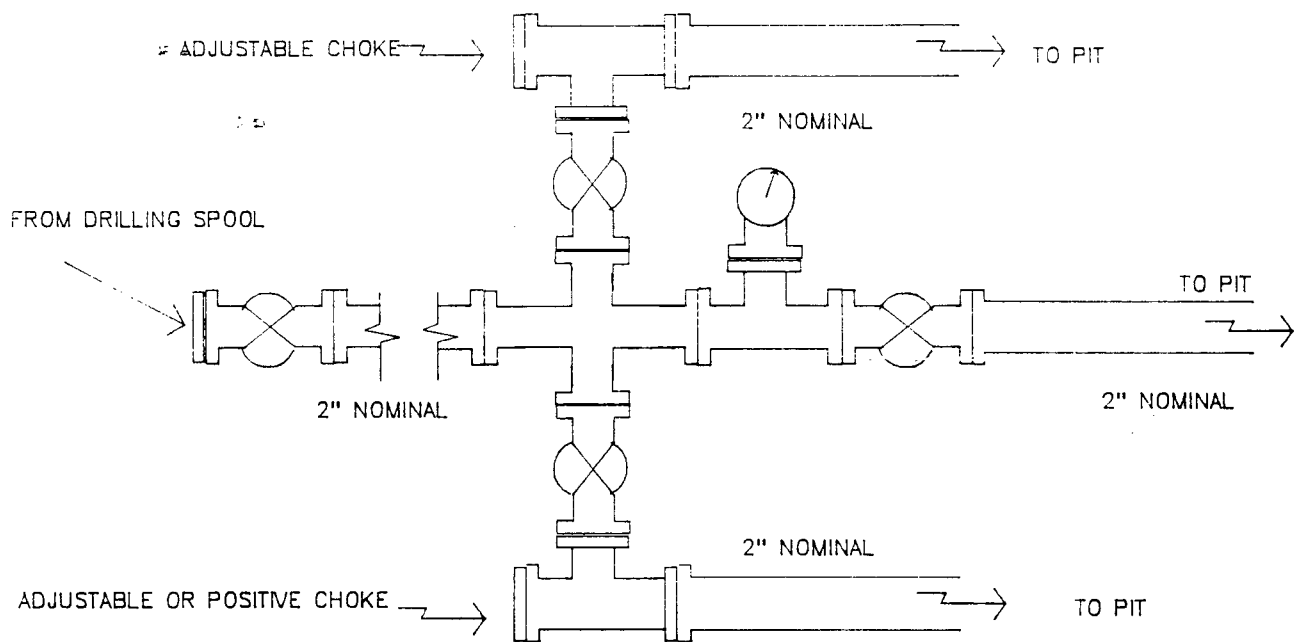 ADJUSTABLE CHOKE
TO PIT
2" NOMINAL
FROM DRILLING SPOOL
TO PIT
2" NOMINAL
2" NOMINAL
2" NOMINAL
ADJUSTABLE OR POSITIVE CHOKE
TO PIT